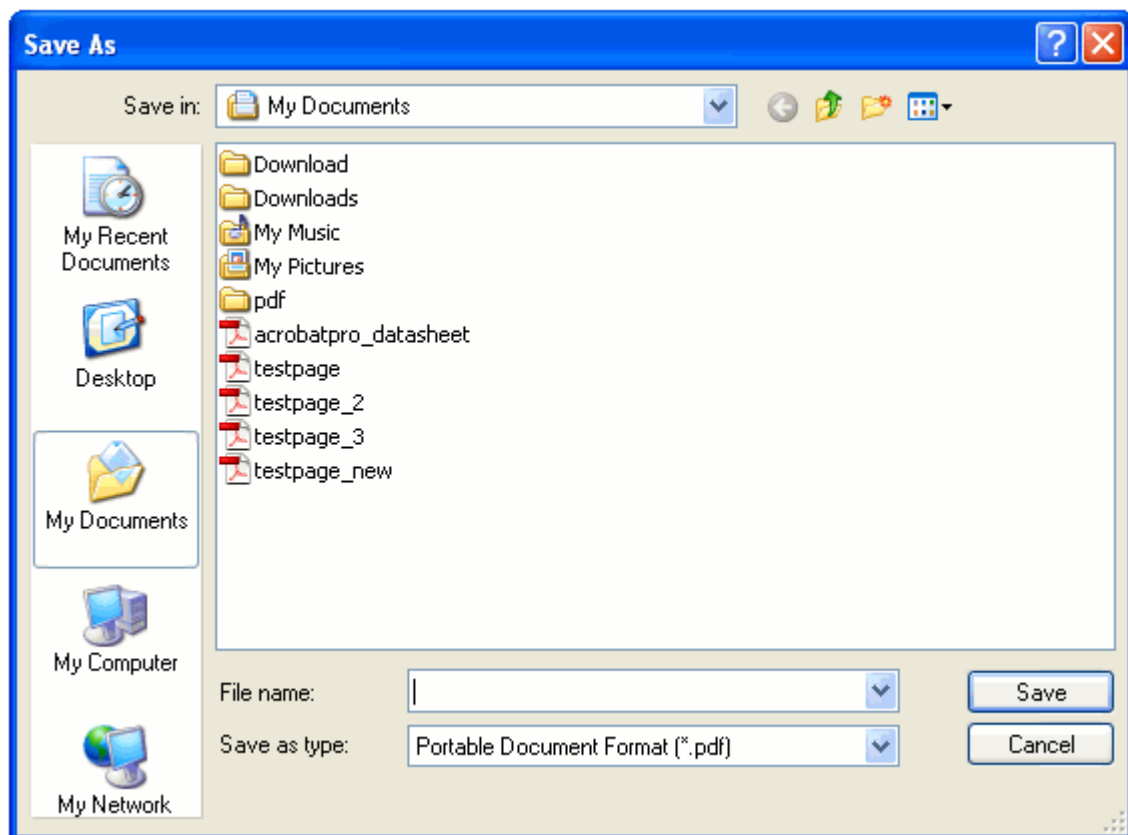 Save As
Save in:
My Documents
My Recent
Documents
Desktop
My Documents
My Computer
My Network
Download
Downloads
My Music
My Pictures
pdf
acrobatpro_datasheet
testpage
testpage_2
testpage_3
testpage_new
File name:
Save
Save as type:
Portable Document Format (*.pdf)
Cancel